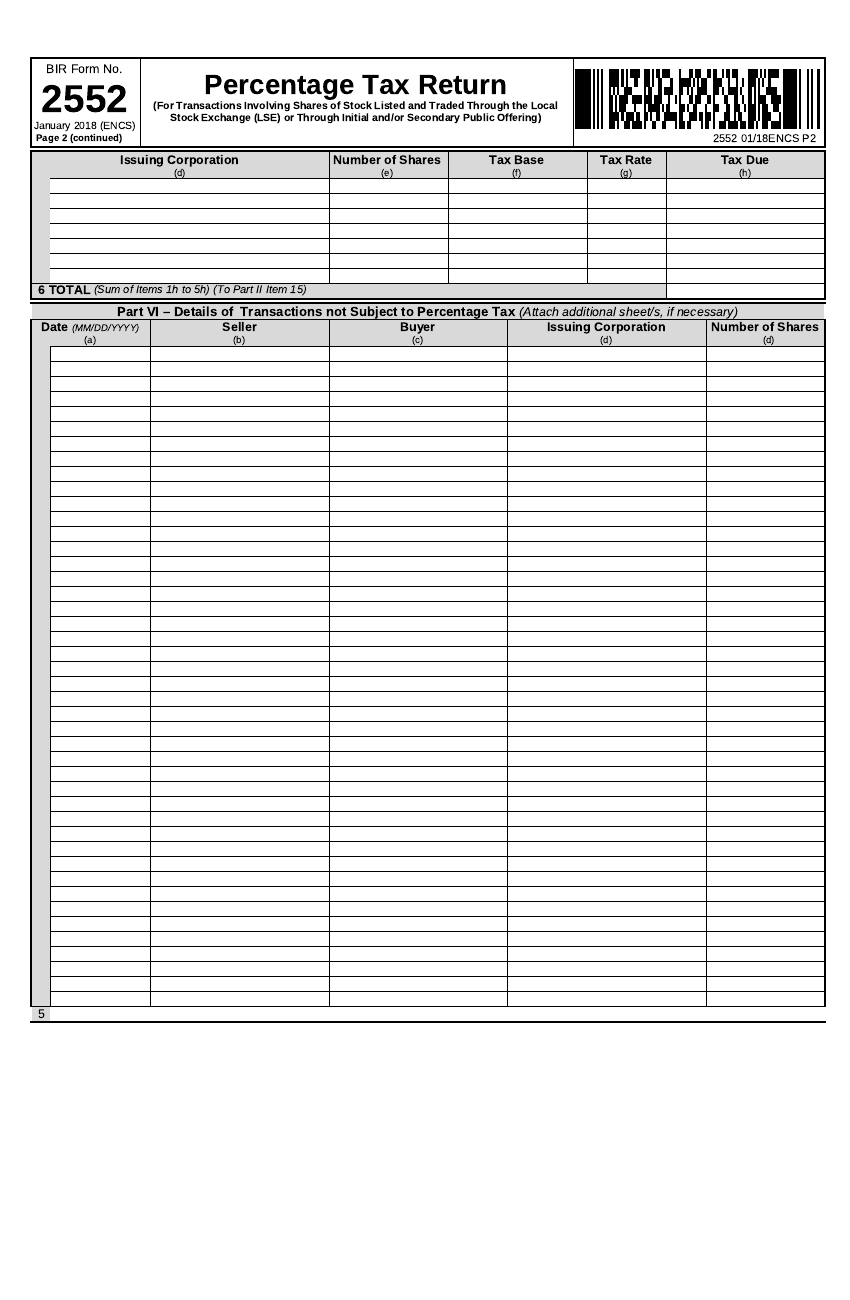 BIR Form No.
2552
January 2018 (ENCS)
Page 2 (continued)
Percentage Tax Return
(For Transactions Involving Shares of Stock Listed and Traded Through the Local
Stock Exchange (LSE) or Through Initial and/or Secondary Public Offering)
2552 01/18ENCS P2
Issuing Corporation Number of Shares Tax Base Tax Rate Tax Due
(d) (e) (f) (g) (h)
6 TOTAL (Sum of Items 1h to 5h) (To Part II Item 15)
Part VI – Details of Transactions not Subject to Percentage Tax (Attach additional sheet/s, if necessary)
Date (MM/DD/YYYY) Seller Buyer Issuing Corporation Number of Shares
(a) (b) (c) (d) (d)
5